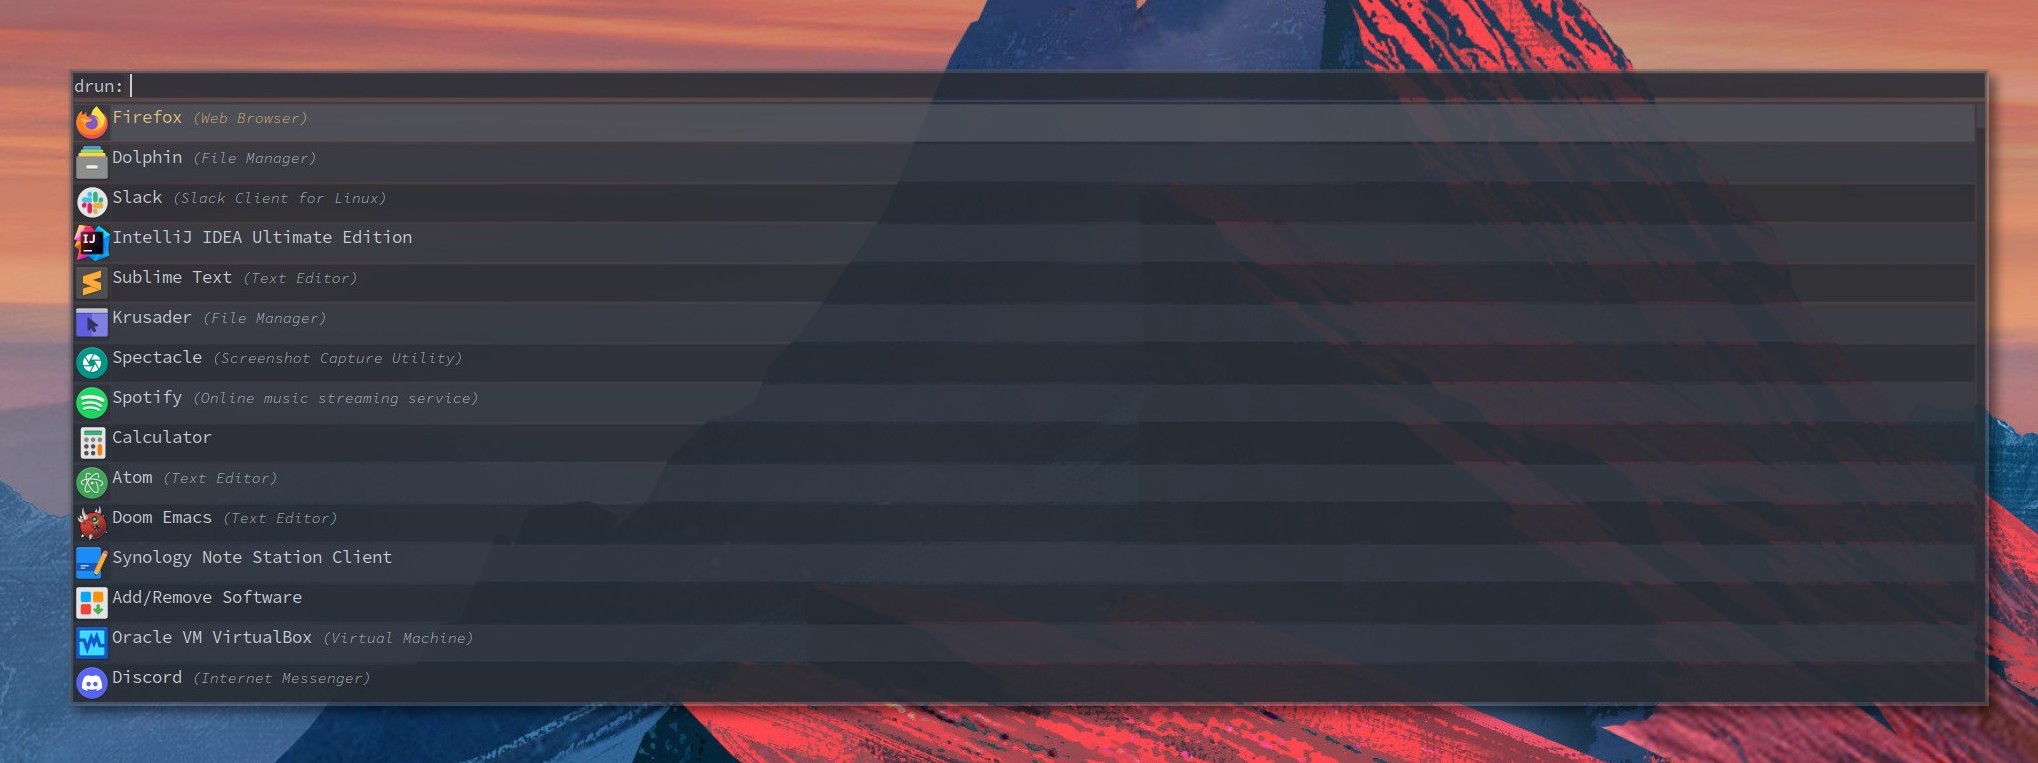 drun:
Firefox (Web Browser)
Dolphin (File Manager)
Slack (Slack Client for Linux)
IJ IntelliJ IDEA Ultimate Edition
Sublime Text (Text Editor)
Krusader (File Manager)
Spectacle (Screenshot Capture Utility)
Spotify (Online music streaming service)
Calculator
Atom (Text Editor)
Doom Emacs (Text Editor)
Synology Note Station Client
Add/Remove Software
Oracle VM VirtualBox (Virtual Machine)
Discord (Internet Messenger)